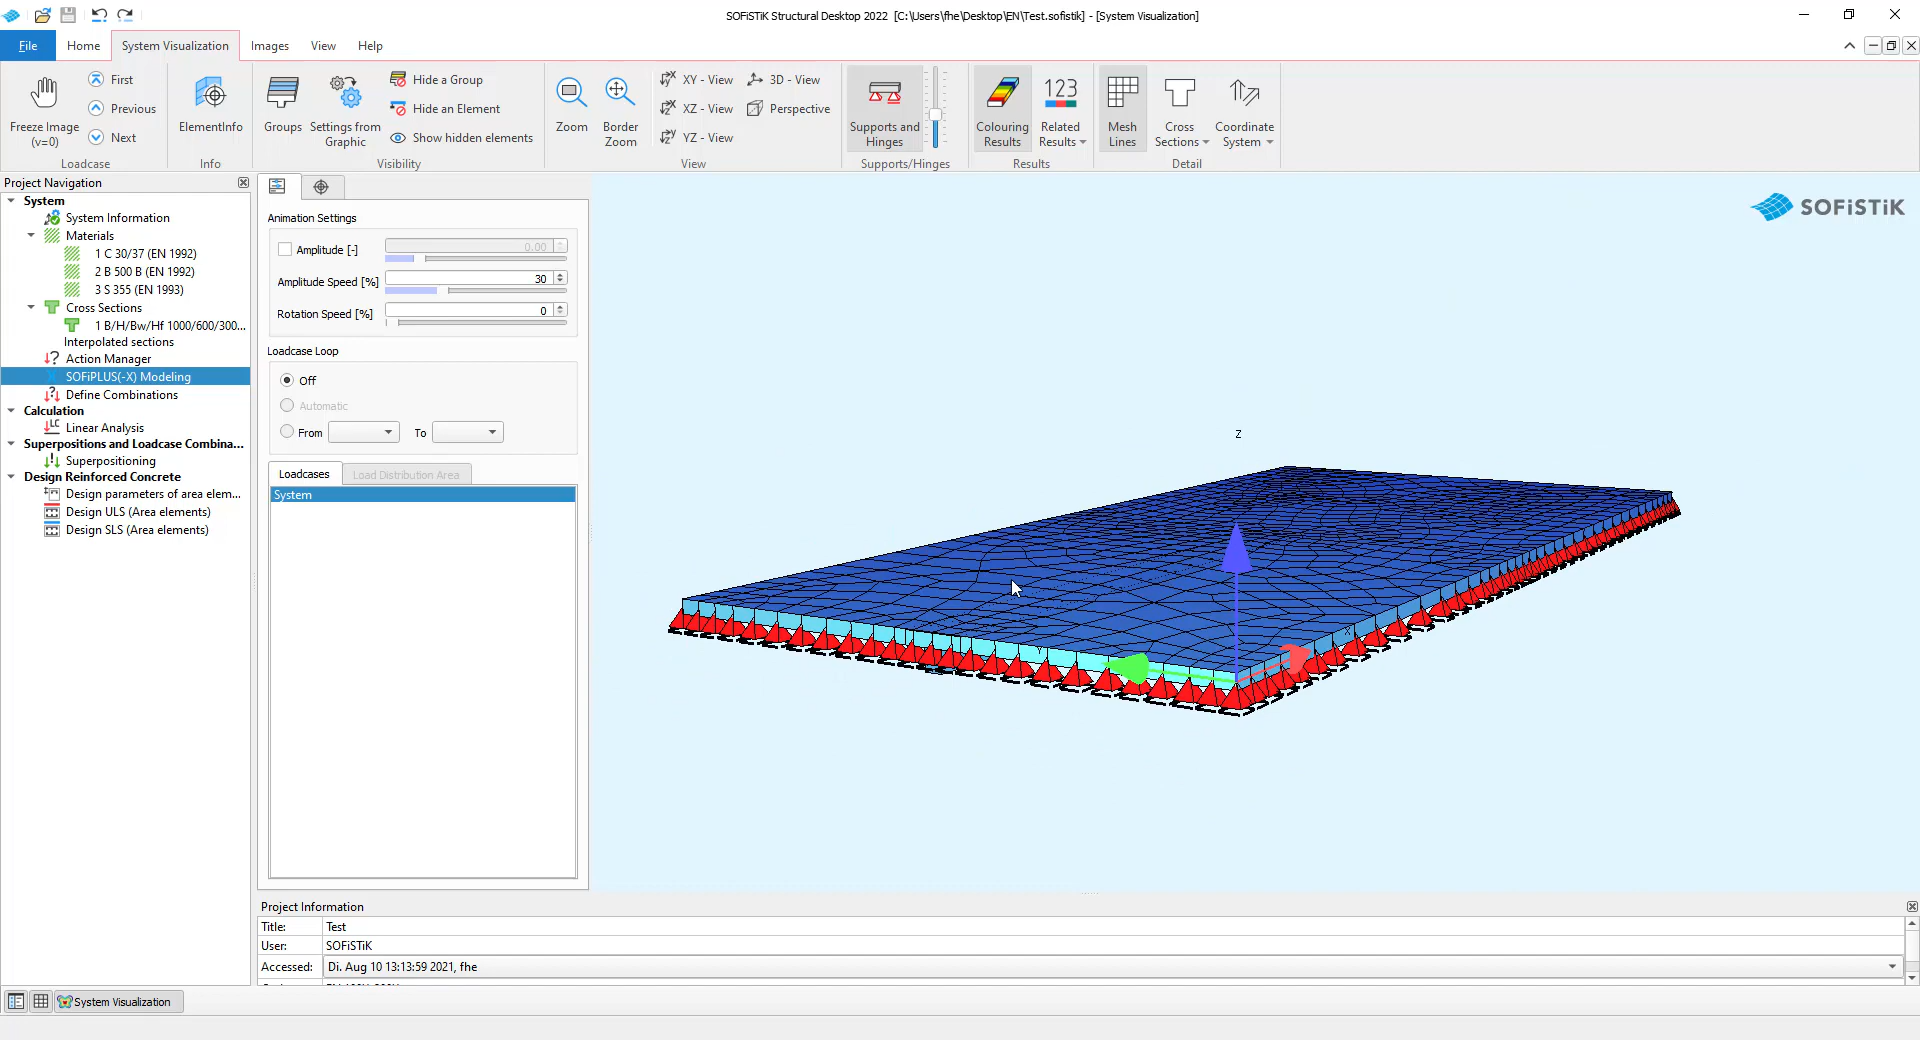 SOFiSTiK Structural Desktop 2022 [C:\Users\fhe\Desktop\EN\Test.sofistik] - [System Visualization]
File Home System Visualization Images View Help
Freeze Image (v=0)
First
Previous
Next
Loadcase
ElementInfo
Info
Groups
Settings from Graphic
Hide a Group
Hide an Element
Show hidden elements
Visibility
Zoom
Border Zoom
XY - View
XZ - View
YZ - View
3D - View
Perspective
View
Supports and Hinges
Supports/Hinges
Colouring Results
123
Related Results
Results
Mesh Lines
Cross Sections
Coordinate System
Detail
Project Navigation
System
System Information
Materials
1 C 30/37 (EN 1992)
2 B 500 B (EN 1992)
3 S 355 (EN 1993)
Cross Sections
1 B/H/Bw/Hf 1000/600/300...
Interpolated sections
Action Manager
SOFiPLUS(-X) Modeling
Define Combinations
Calculation
Linear Analysis
Superpositions and Loadcase Combina...
Superpositioning
Design Reinforced Concrete
Design parameters of area elem...
Design ULS (Area elements)
Design SLS (Area elements)
Animation Settings
Amplitude [-] 0.00
Amplitude Speed [%] 30
Rotation Speed [%] 0
Loadcase Loop
Off
Automatic
From To
Loadcases Load Distribution Area
System
SOFiSTiK
Z
X
Y
Project Information
Title: Test
User: SOFiSTiK
Accessed: Di. Aug 10 13:13:59 2021, fhe
System Visualization